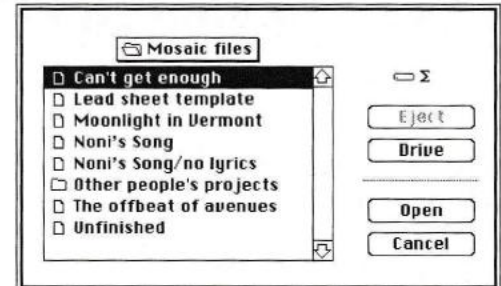 Mosaic files
Can't get enough
Lead sheet template
Moonlight in Vermont
Noni's Song
Noni's Song/no lyrics
Other people's projects
The offbeat of avenues
Unfinished
Σ
Eject
Drive
Open
Cancel